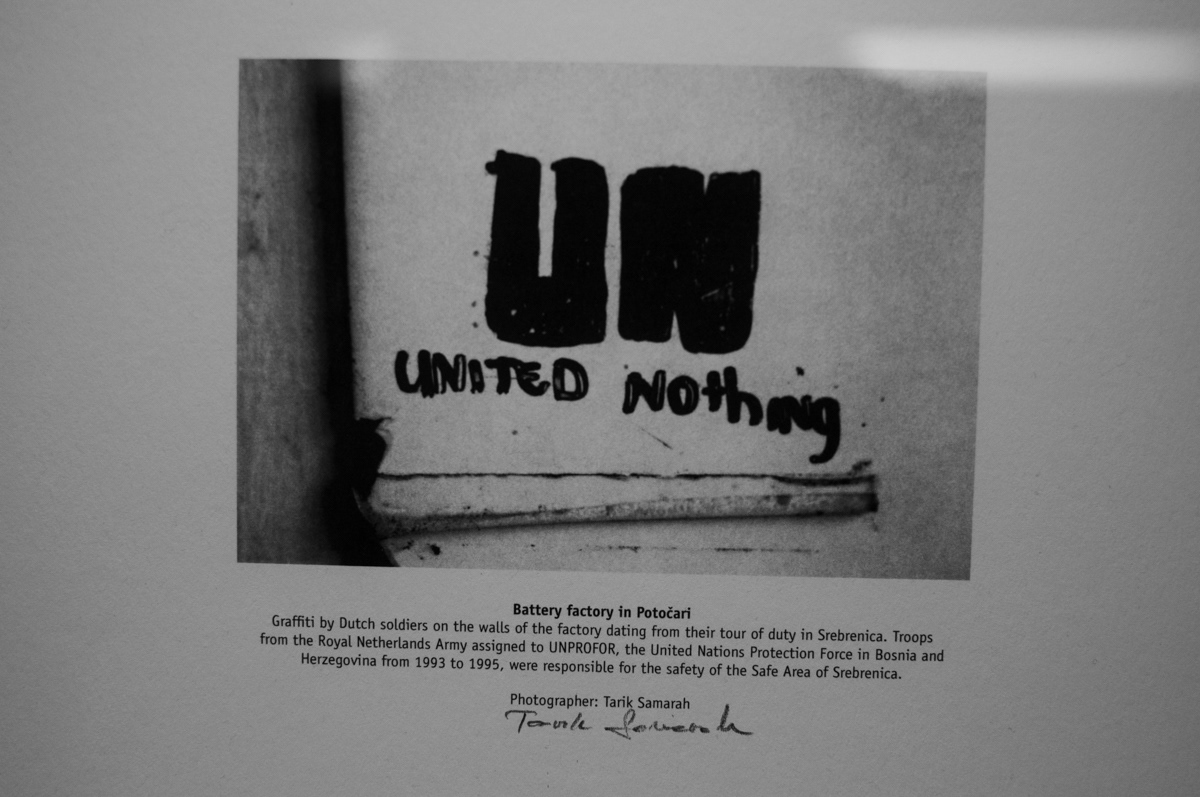 UN
UNITED NothiNg
Battery factory in Potočari
Graffiti by Dutch soldiers on the walls of the factory dating from their tour of duty in Srebrenica. Troops
from the Royal Netherlands Army assigned to UNPROFOR, the United Nations Protection Force in Bosnia and
Herzegovina from 1993 to 1995, were responsible for the safety of the Safe Area of Srebrenica.
Photographer: Tarik Samarah
Tarik Samarah